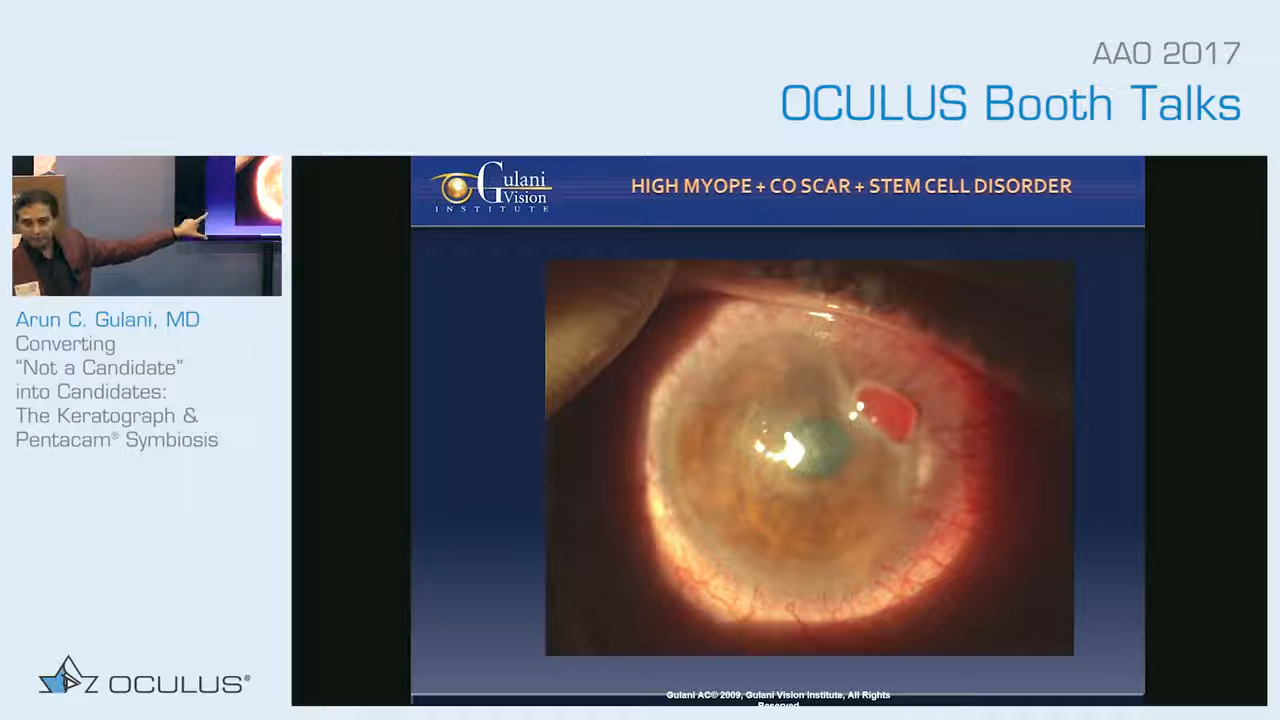 AAO 2017
OCULUS Booth Talks
Gulani
Vision
INSTITUTE
HIGH MYOPE + CO SCAR + STEM CELL DISORDER
Arun C. Gulani, MD
Converting
“Not a Candidate”
into Candidates:
The Keratograph &
Pentacam® Symbiosis
OCULUS®
Gulani AC© 2009, Gulani Vision Institute, All Rights
Reserved